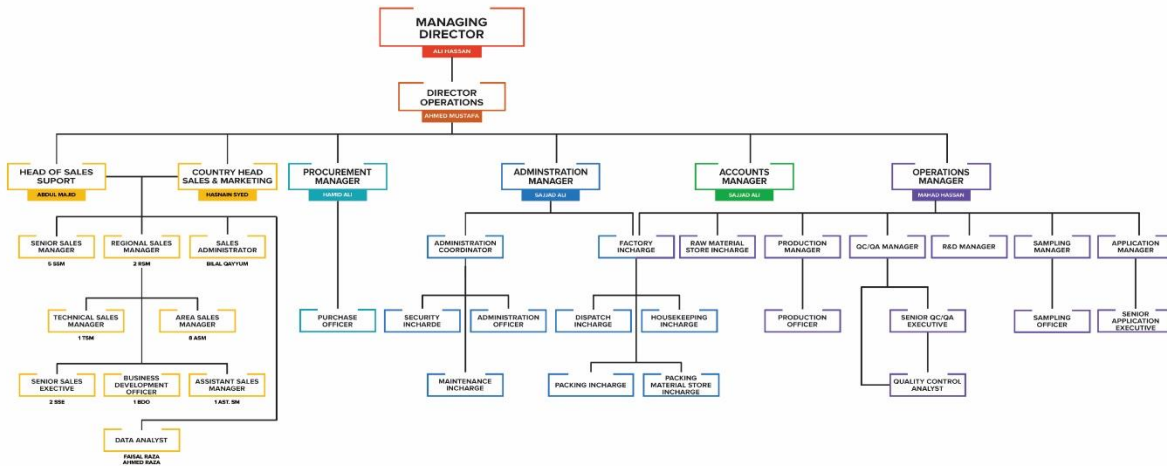 MANAGING
DIRECTOR
ALI HASSAN
DIRECTOR
OPERATIONS
AHMED MUSTAFA
HEAD OF SALES
SUPORT
ABDUL MAJID
COUNTRY HEAD
SALES & MARKETING
HASNAIN SYED
PROCUREMENT
MANAGER
HAMID ALI
ADMINSTRATION
MANAGER
SAJJAD ALI
ACCOUNTS
MANAGER
SAJJAD ALI
OPERATIONS
MANAGER
MAHAD HASSAN
SENIOR SALES
MANAGER
5 SSM
REGIONAL SALES
MANAGER
2 RSM
SALES
ADMINISTRATOR
BILAL QAYYUM
ADMINISTRATION
COORDINATOR
FACTORY
INCHARGE
RAW MATERIAL
STORE INCHARGE
PRODUCTION
MANAGER
QC/QA MANAGER
R&D MANAGER
SAMPLING
MANAGER
APPLICATION
MANAGER
TECHNICAL SALES
MANAGER
1 TSM
AREA SALES
MANAGER
6 ASM
PURCHASE
OFFICER
SECURITY
INCHARDE
ADMINISTRATION
OFFICER
DISPATCH
INCHARGE
HOUSEKEEPING
INCHARGE
PRODUCTION
OFFICER
SENIOR QC/QA
EXECUTIVE
SAMPLING
OFFICER
SENIOR
APPLICATION
EXECUTIVE
SENIOR SALES
EXECTIVE
2 SSE
BUSINESS
DEVELOPMENT
OFFICER
1 BDO
ASSISTANT SALES
MANAGER
1 AST. SM
MAINTENANCE
INCHARGE
PACKING INCHARGE
PACKING
MATERIAL STORE
INCHARGE
QUALITY CONTROL
ANALYST
DATA ANALYST
FAISAL RAZA
AHMED RAZA